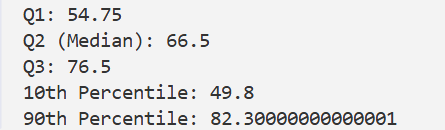 Q1: 54.75
Q2 (Median): 66.5
Q3: 76.5
10th Percentile: 49.8
90th Percentile: 82.30000000000001